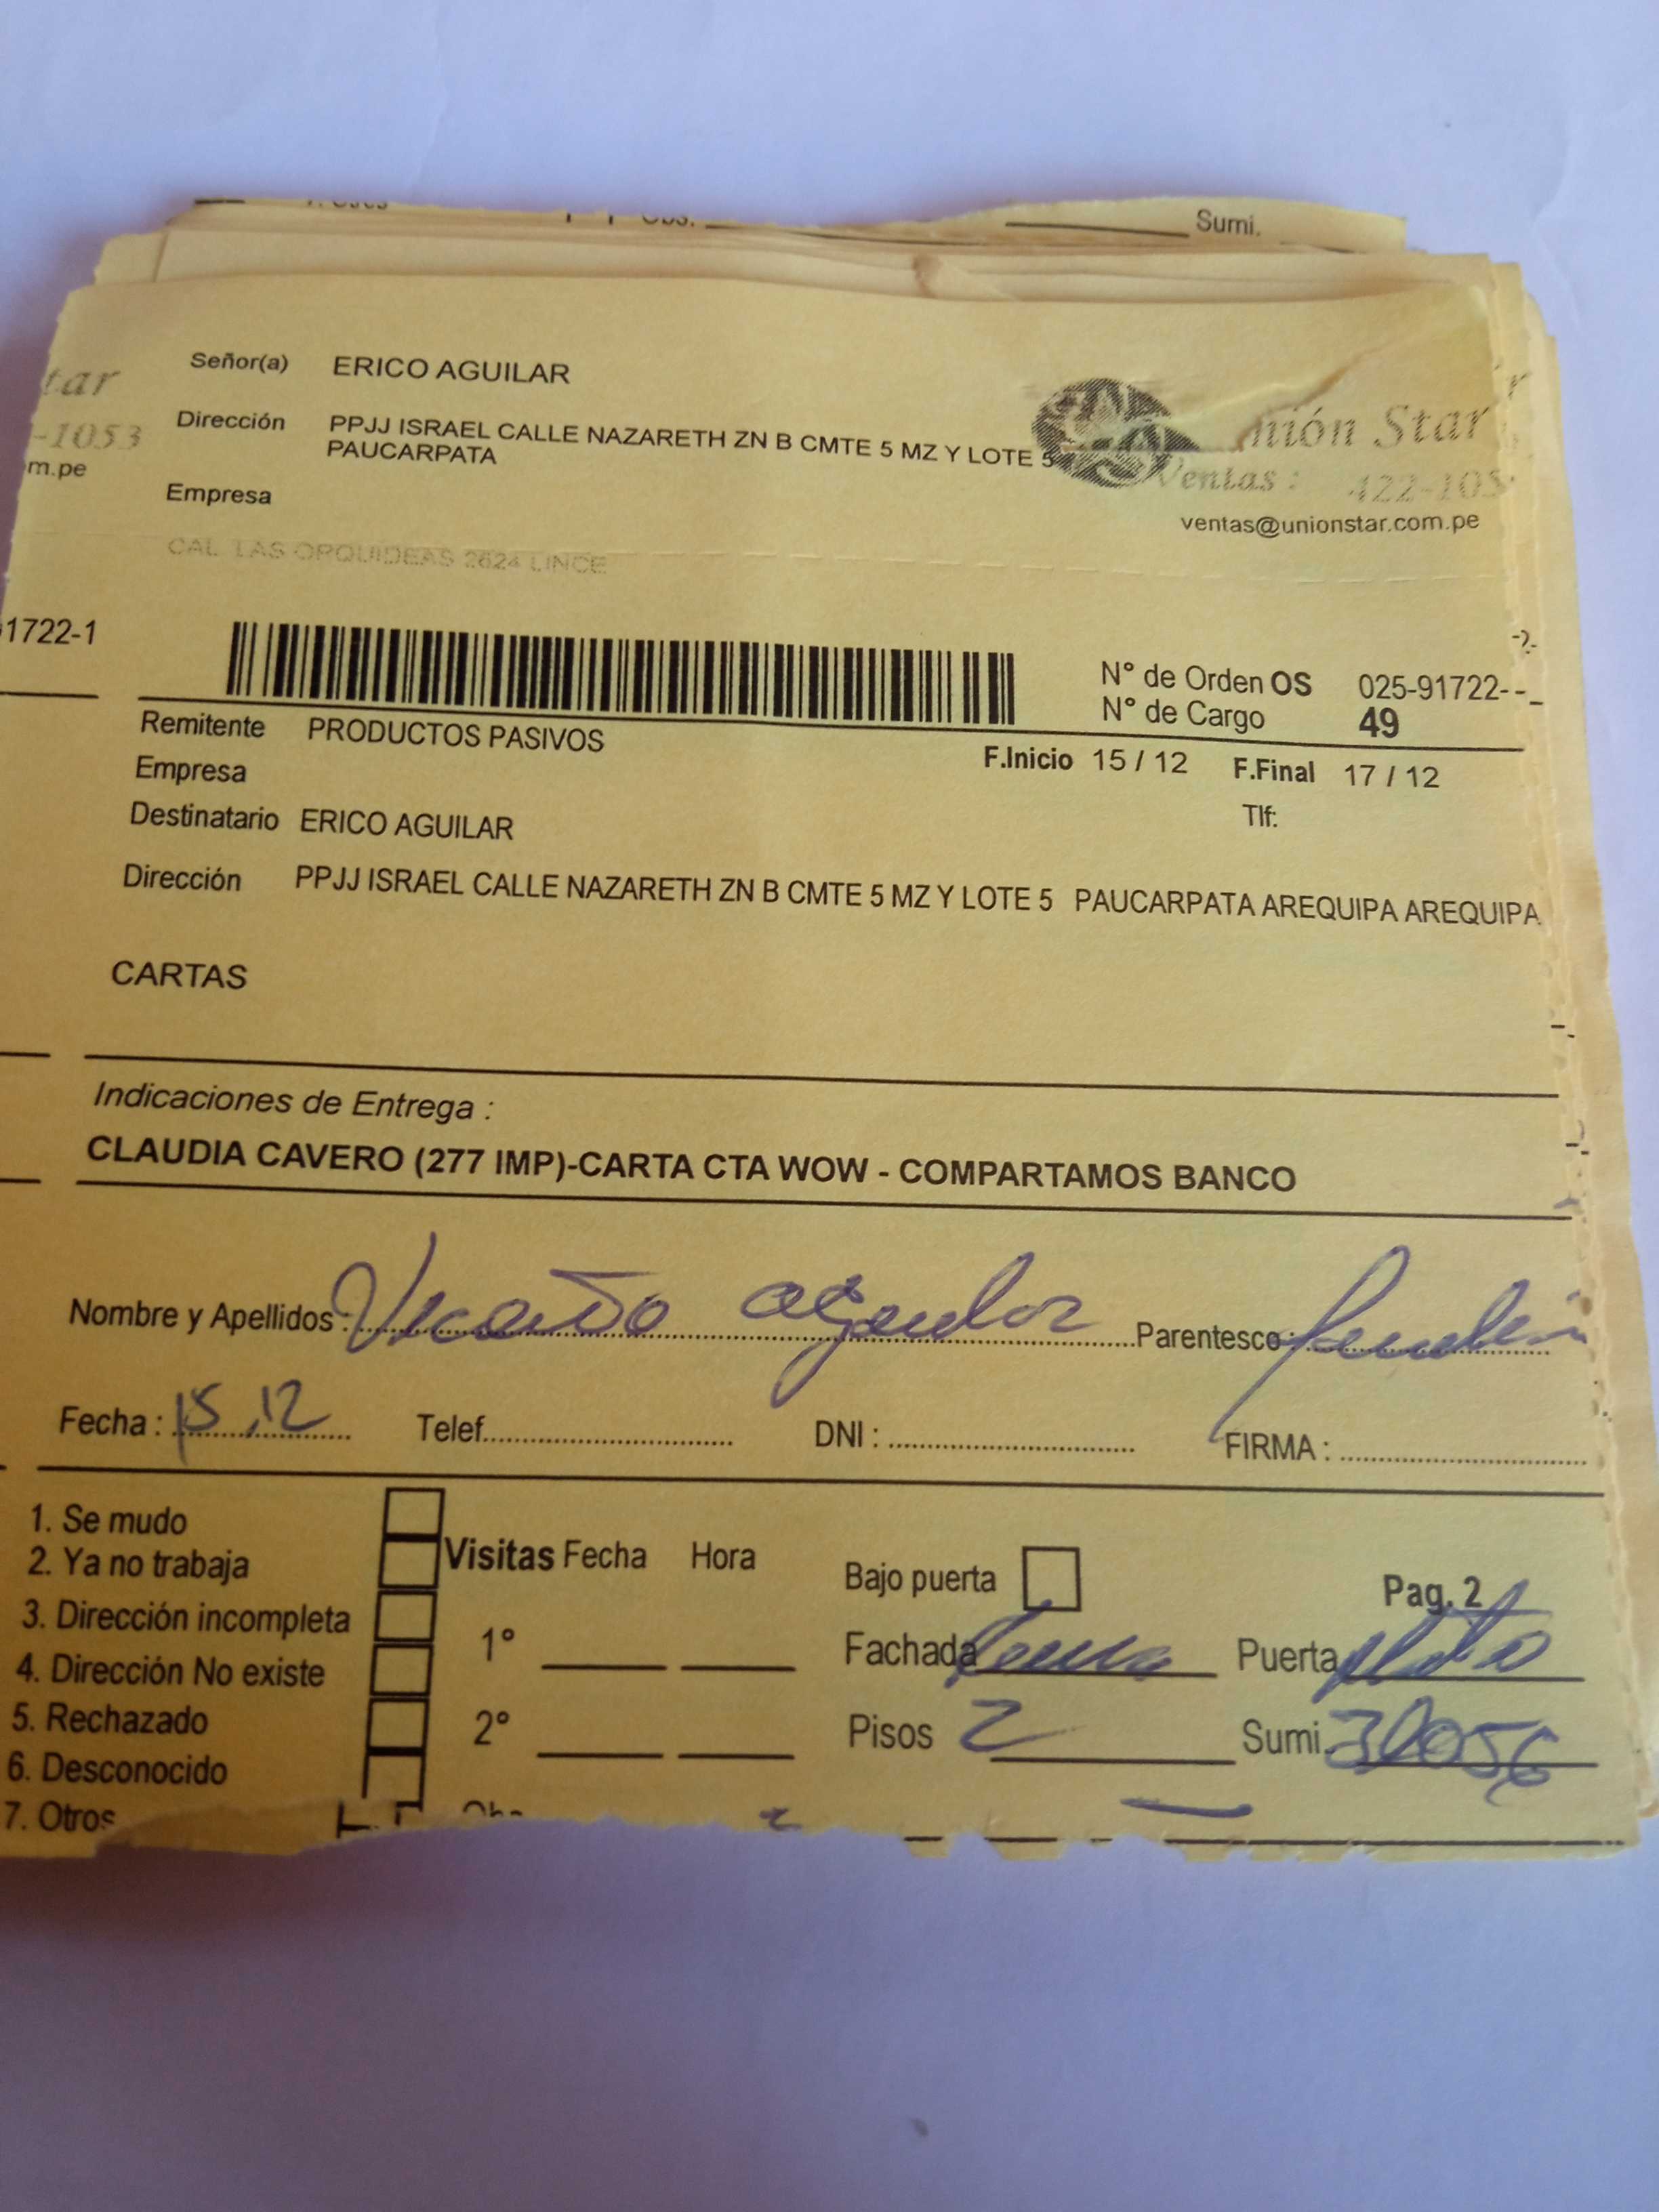 Sumi.
Señor(a) ERICO AGUILAR
tar
Dirección PPJJ ISRAEL CALLE NAZARETH ZN B CMTE 5 MZ Y LOTE 5
PAUCARPATA
nión Star
-1053
m.pe
Ventas : 422-105
Empresa
ventas@unionstar.com.pe
CAL LAS ORQUIDEAS 2624 LINCE
1722-1
N° de Orden OS 025-91722-
N° de Cargo 49
Remitente PRODUCTOS PASIVOS
F.Inicio 15 / 12 F.Final 17 / 12
Empresa
Tlf:
Destinatario ERICO AGUILAR
Dirección PPJJ ISRAEL CALLE NAZARETH ZN B CMTE 5 MZ Y LOTE 5 PAUCARPATA AREQUIPA AREQUIPA
CARTAS
Indicaciones de Entrega :
CLAUDIA CAVERO (277 IMP)-CARTA CTA WOW - COMPARTAMOS BANCO
Nombre y Apellidos : Parentesco :
Fecha : 15.12 Telef. DNI : FIRMA :
1. Se mudo
2. Ya no trabaja
3. Dirección incompleta
4. Dirección No existe
5. Rechazado
6. Desconocido
7. Otros
Visitas Fecha Hora
1°
2°
Bajo puerta Pag. 2
Fachada Puerta
Pisos 2 Sumi.